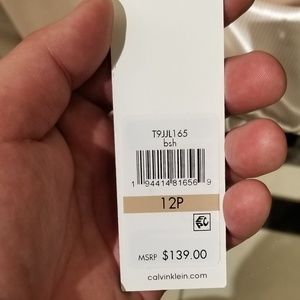 T9JJL165
bsh
1 94414 81656 9
12P
MSRP $139.00
calvinklein.com